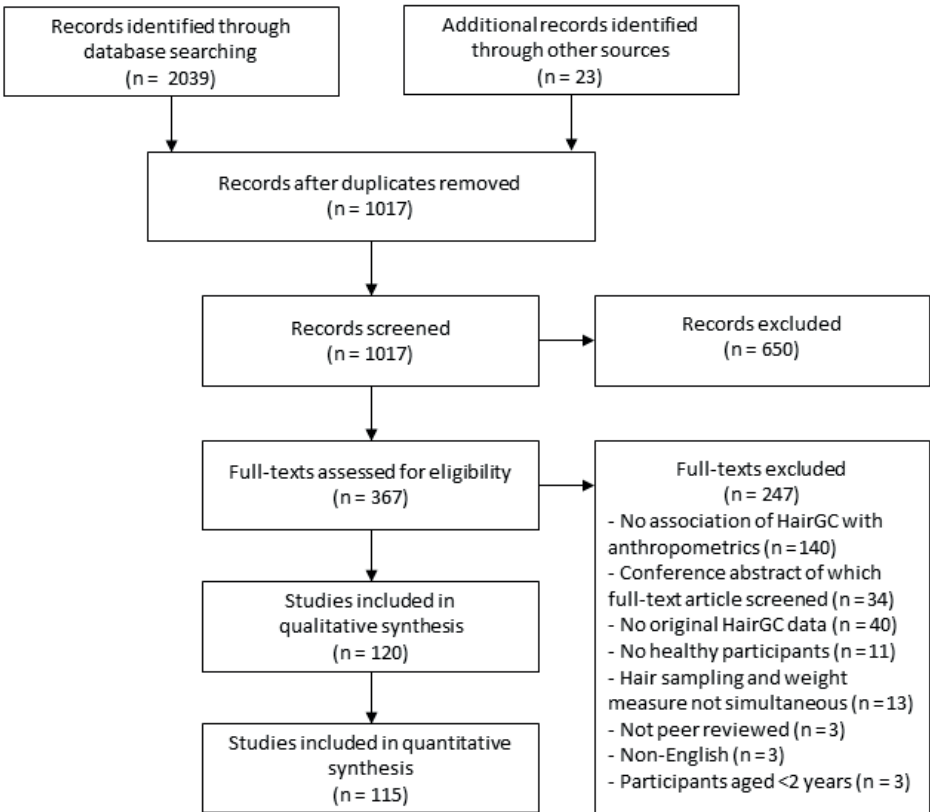 Records identified through
database searching
(n = 2039)
Additional records identified
through other sources
(n = 23)
Records after duplicates removed
(n = 1017)
Records screened
(n = 1017)
Records excluded
(n = 650)
Full-texts assessed for eligibility
(n = 367)
Full-texts excluded
(n = 247)
- No association of HairGC with
anthropometrics (n = 140)
- Conference abstract of which
full-text article screened (n = 34)
- No original HairGC data (n = 40)
- No healthy participants (n = 11)
- Hair sampling and weight
measure not simultaneous (n = 13)
- Not peer reviewed (n = 3)
- Non-English (n = 3)
- Participants aged <2 years (n = 3)
Studies included in
qualitative synthesis
(n = 120)
Studies included in quantitative
synthesis
(n = 115)